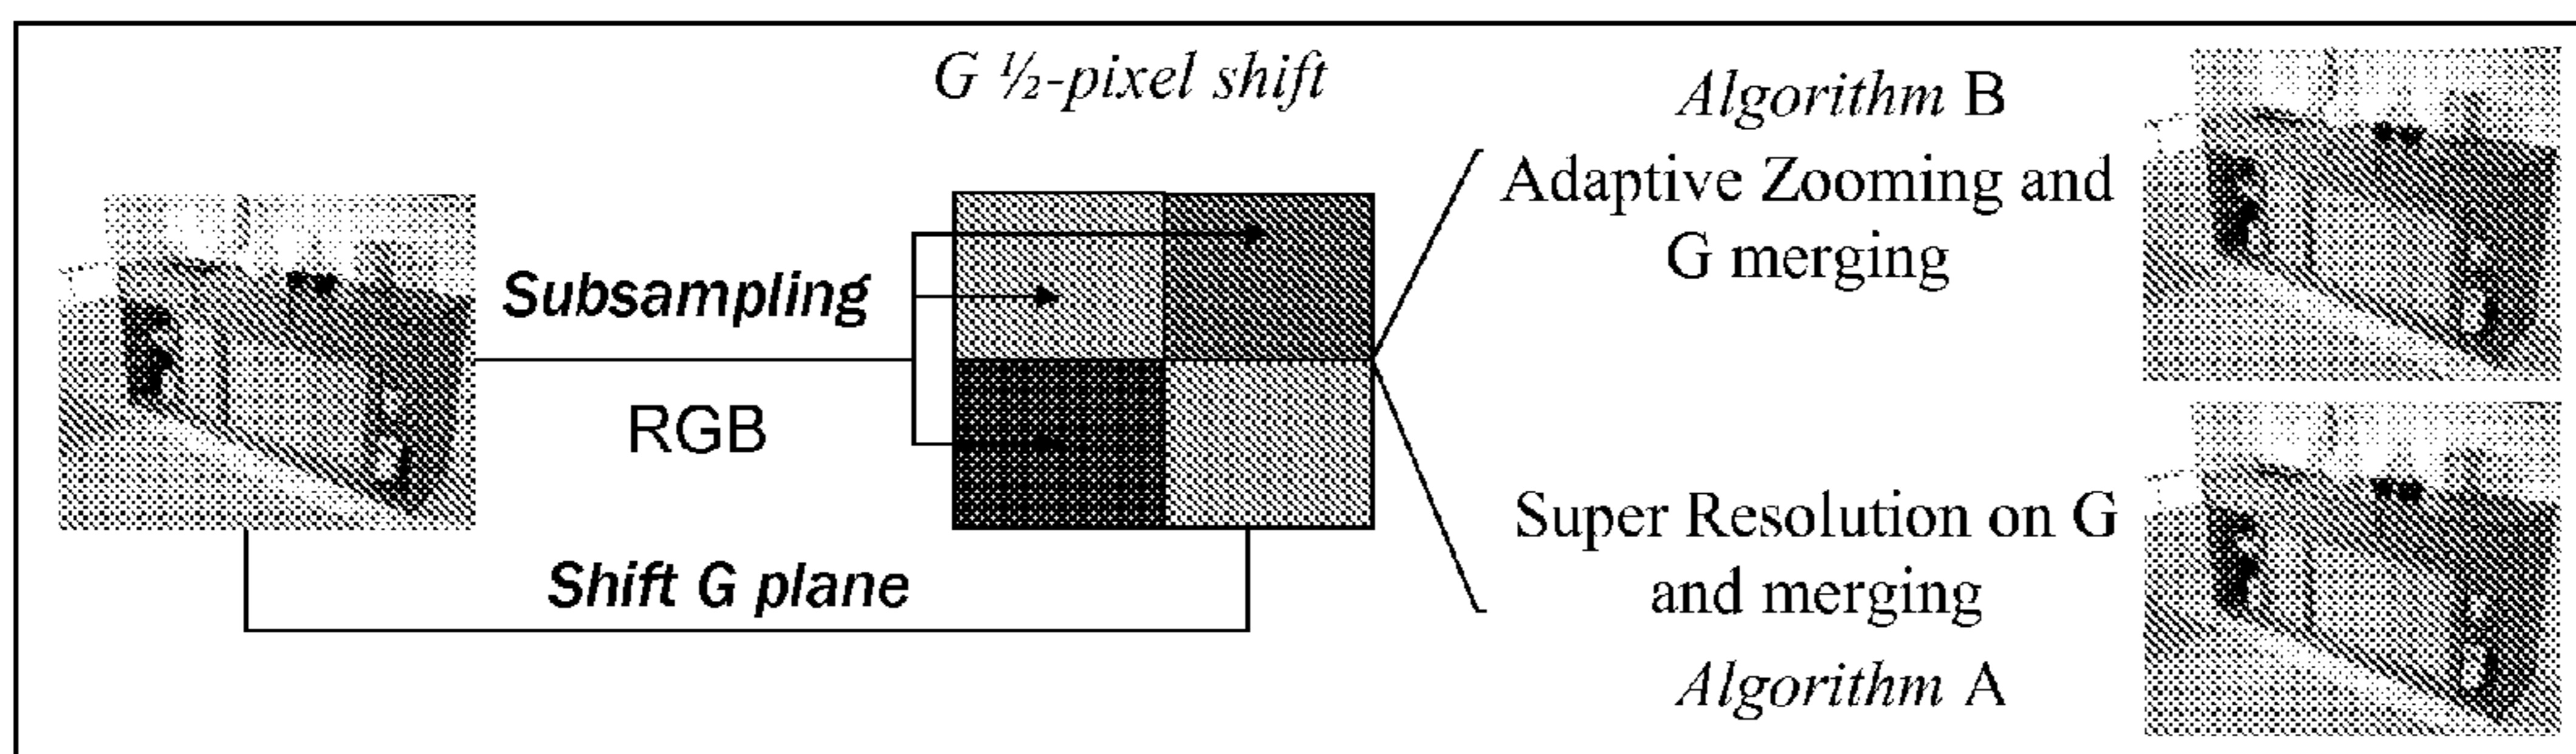 G ½-pixel shift
Subsampling
RGB
Shift G plane
Algorithm B
Adaptive Zooming and
G merging
Super Resolution on G
and merging
Algorithm A